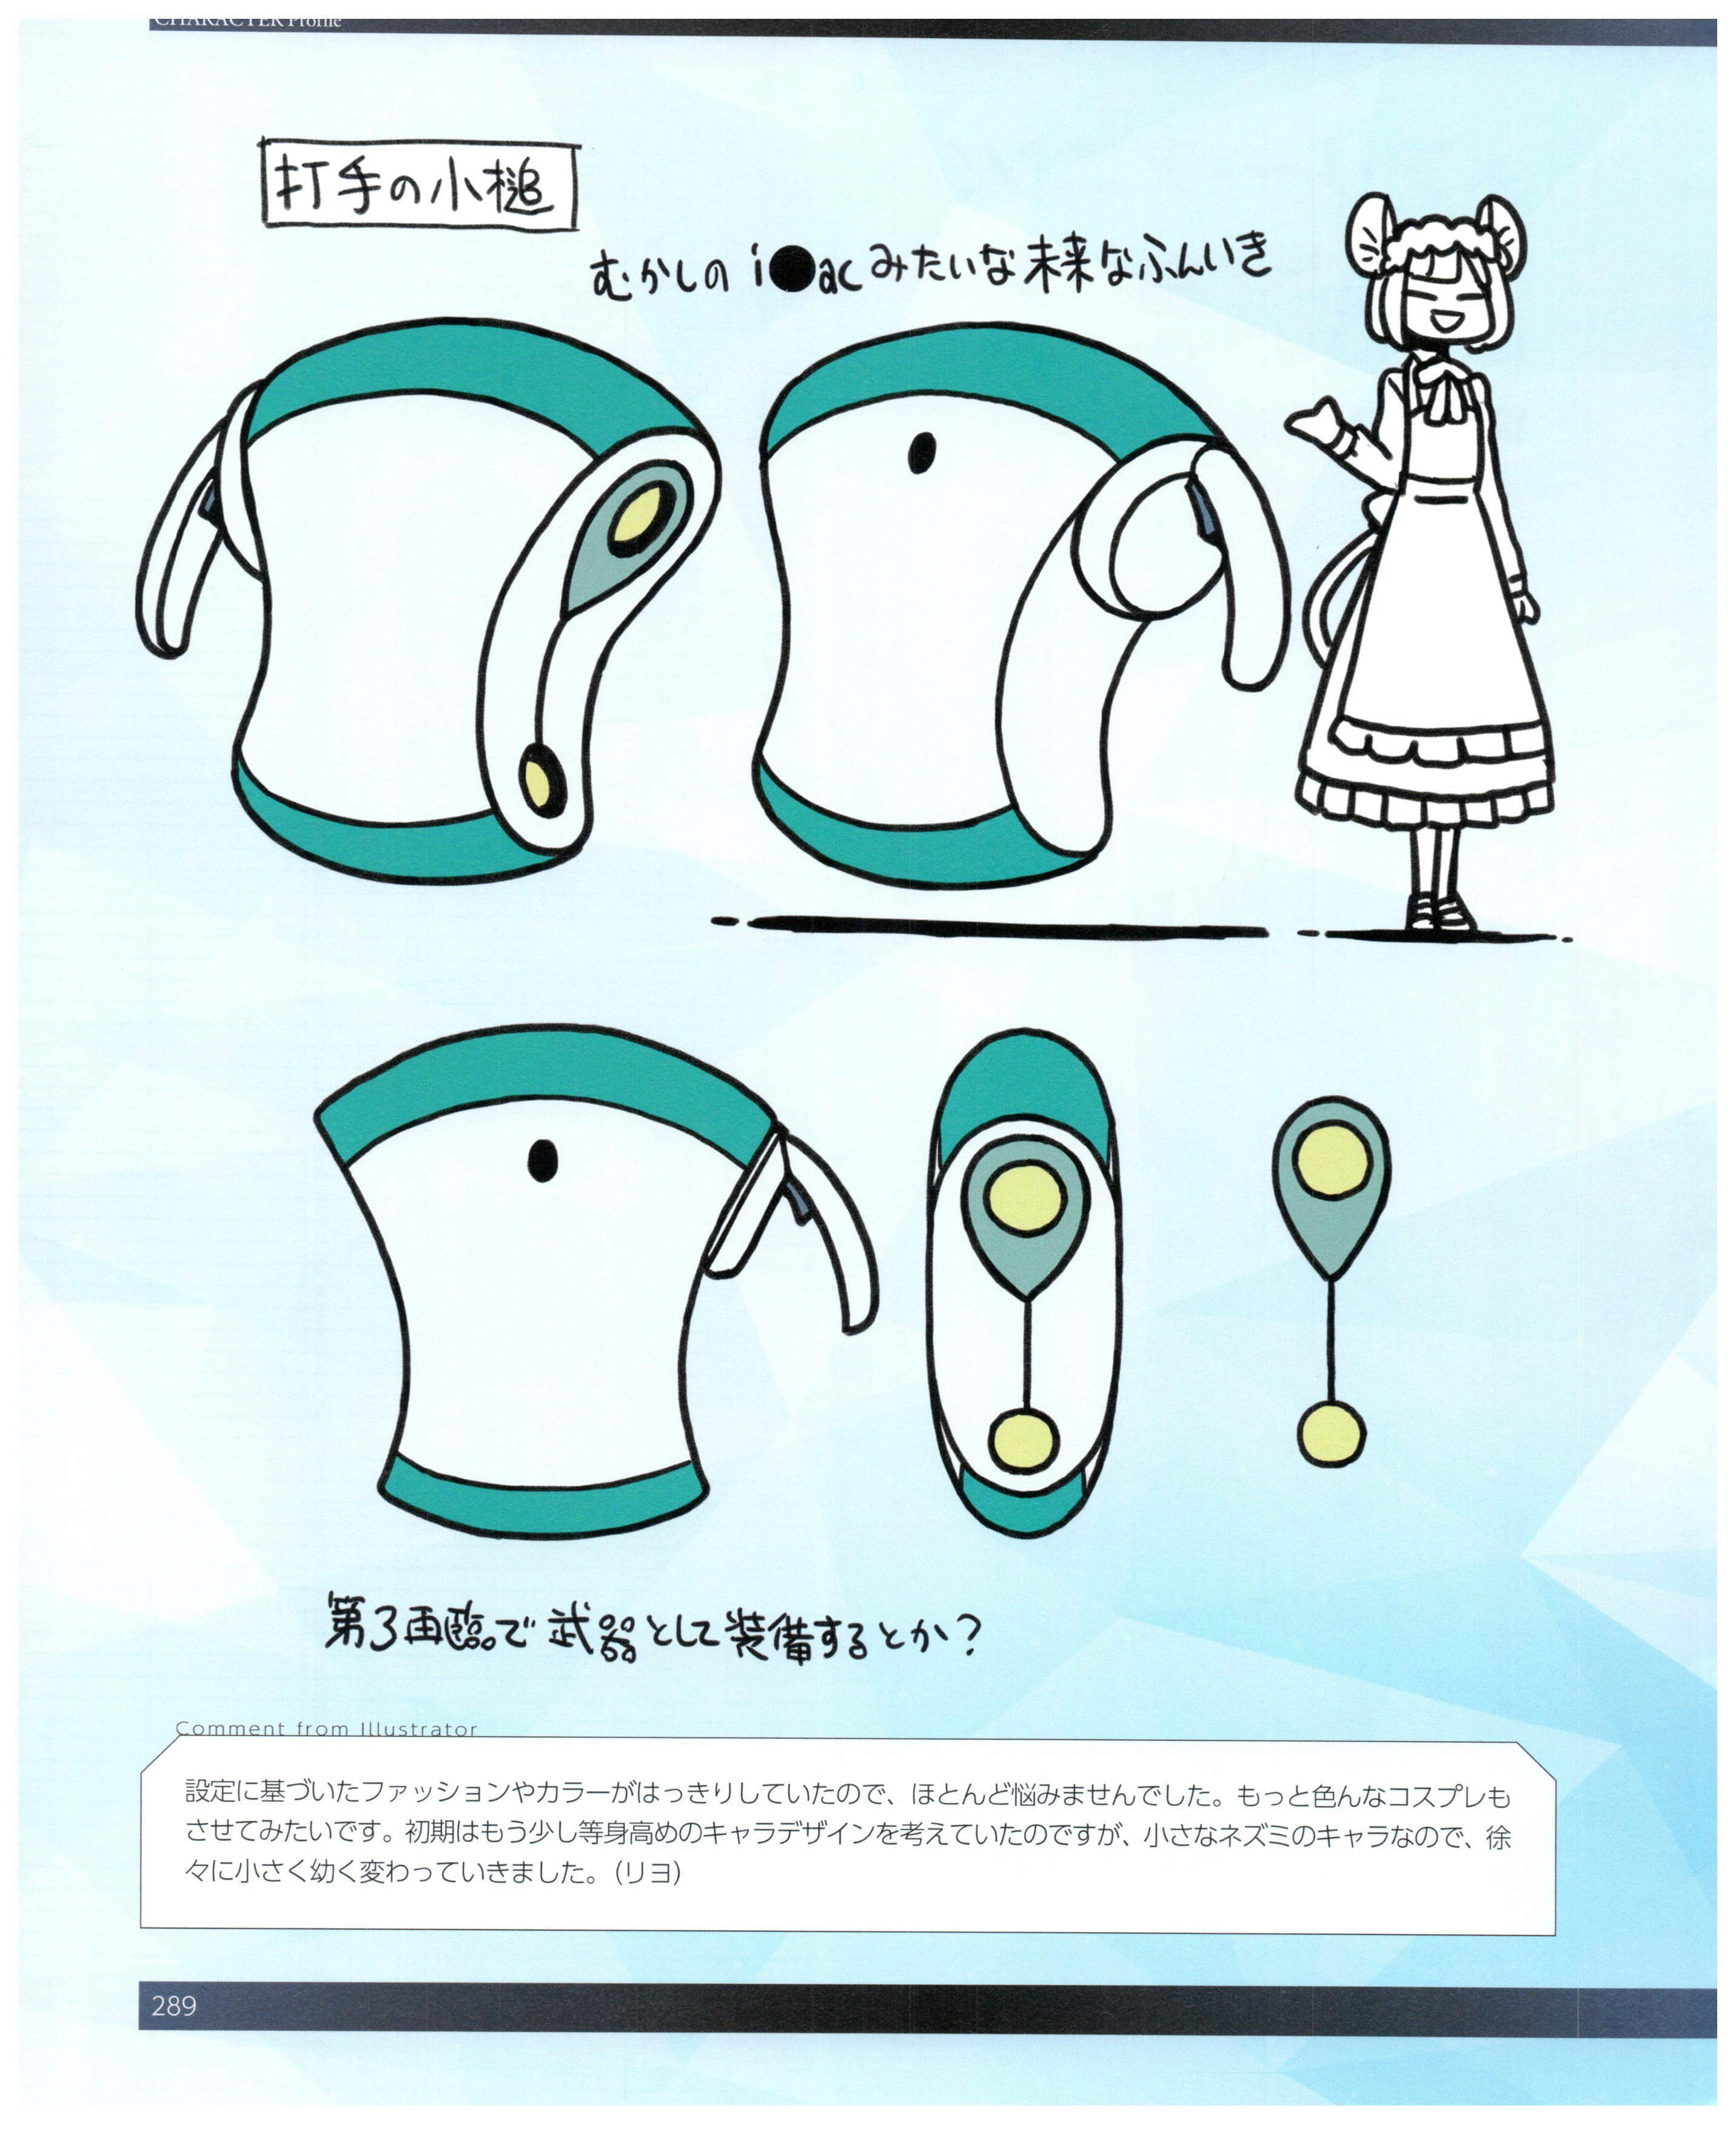 CHARACTER Profile
打手の小槌
むかしの i●ac みたいな未来なふんいき
第3再臨で武器として装備するとか?
Comment from Illustrator
設定に基づいたファッションやカラーがはっきりしていたので、ほとんど悩みませんでした。もっと色んなコスプレも
させてみたいです。初期はもう少し等身高めのキャラデザインを考えていたのですが、小さなネズミのキャラなので、徐
々に小さく幼く変わっていきました。(リヨ)
289